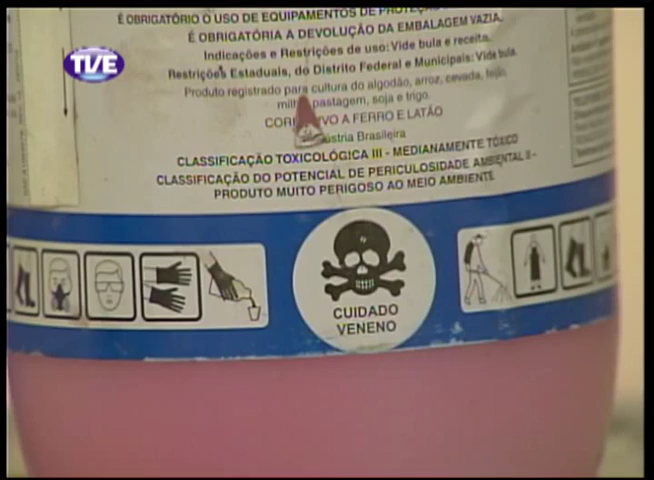 É OBRIGATÓRIO O USO DE EQUIPAMENTOS DE PROTEÇÃO
É OBRIGATÓRIA A DEVOLUÇÃO DA EMBALAGEM VAZIA.
TVE
Indicações e Restrições de uso: Vide bula e receita.
Restrições Estaduais, do Distrito Federal e Municipais: Vide bula.
Produto registrado para cultura do algodão, arroz, cevada, feijão,
pastagem, soja e trigo.
A FERRO E LATÃO
Brasileira
CLASSIFICAÇÃO TOXICOLÓGICA III - MEDIANAMENTE TÓXICO
CLASSIFICAÇÃO DO POTENCIAL DE PERICULOSIDADE AMBIENTAL II -
PRODUTO MUITO PERIGOSO AO MEIO AMBIENTE
CUIDADO
VENENO